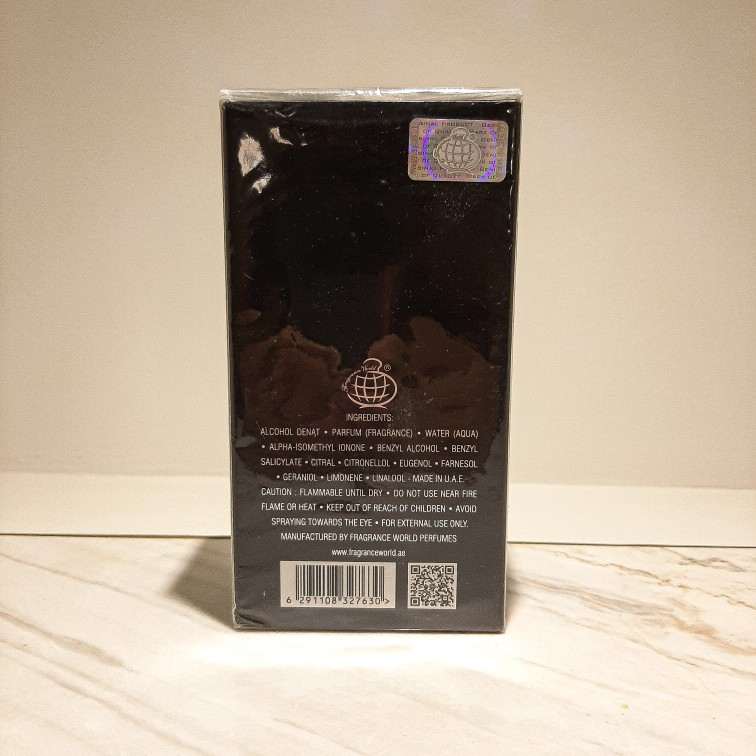 Fragrance World ®
INGREDIENTS:
ALCOHOL DENAT • PARFUM (FRAGRANCE) • WATER (AQUA)
• ALPHA-ISOMETHYL IONONE • BENZYL ALCOHOL • BENZYL
SALICYLATE • CITRAL • CITRONELLOL • EUGENOL • FARNESOL
• GERANIOL • LIMONENE • LINALOOL - MADE IN U.A.E.
CAUTION : FLAMMABLE UNTIL DRY • DO NOT USE NEAR FIRE
FLAME OR HEAT • KEEP OUT OF REACH OF CHILDREN • AVOID
SPRAYING TOWARDS THE EYE • FOR EXTERNAL USE ONLY.
MANUFACTURED BY FRAGRANCE WORLD PERFUMES
www.fragranceworld.ae
6 291108 327630 >